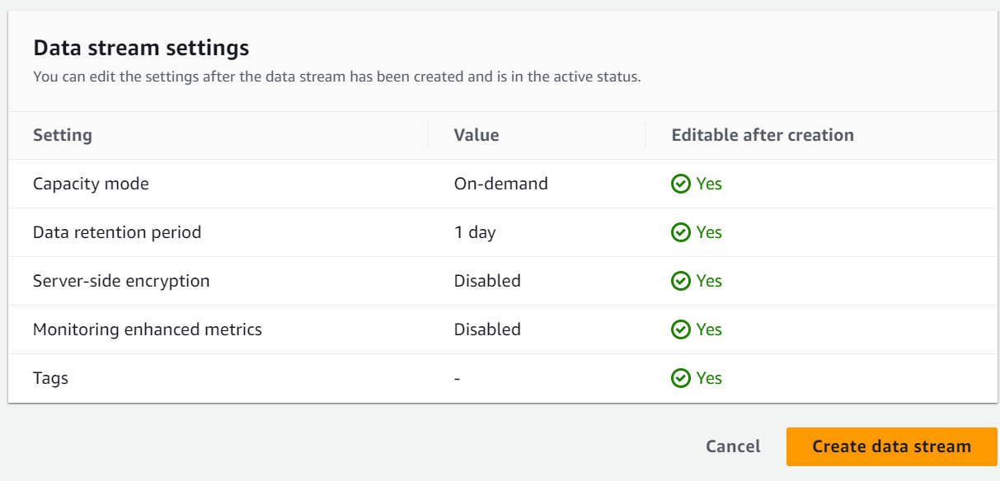 Data stream settings
You can edit the settings after the data stream has been created and is in the active status.
Setting Value Editable after creation
Capacity mode On-demand Yes
Data retention period 1 day Yes
Server-side encryption Disabled Yes
Monitoring enhanced metrics Disabled Yes
Tags - Yes
Cancel Create data stream